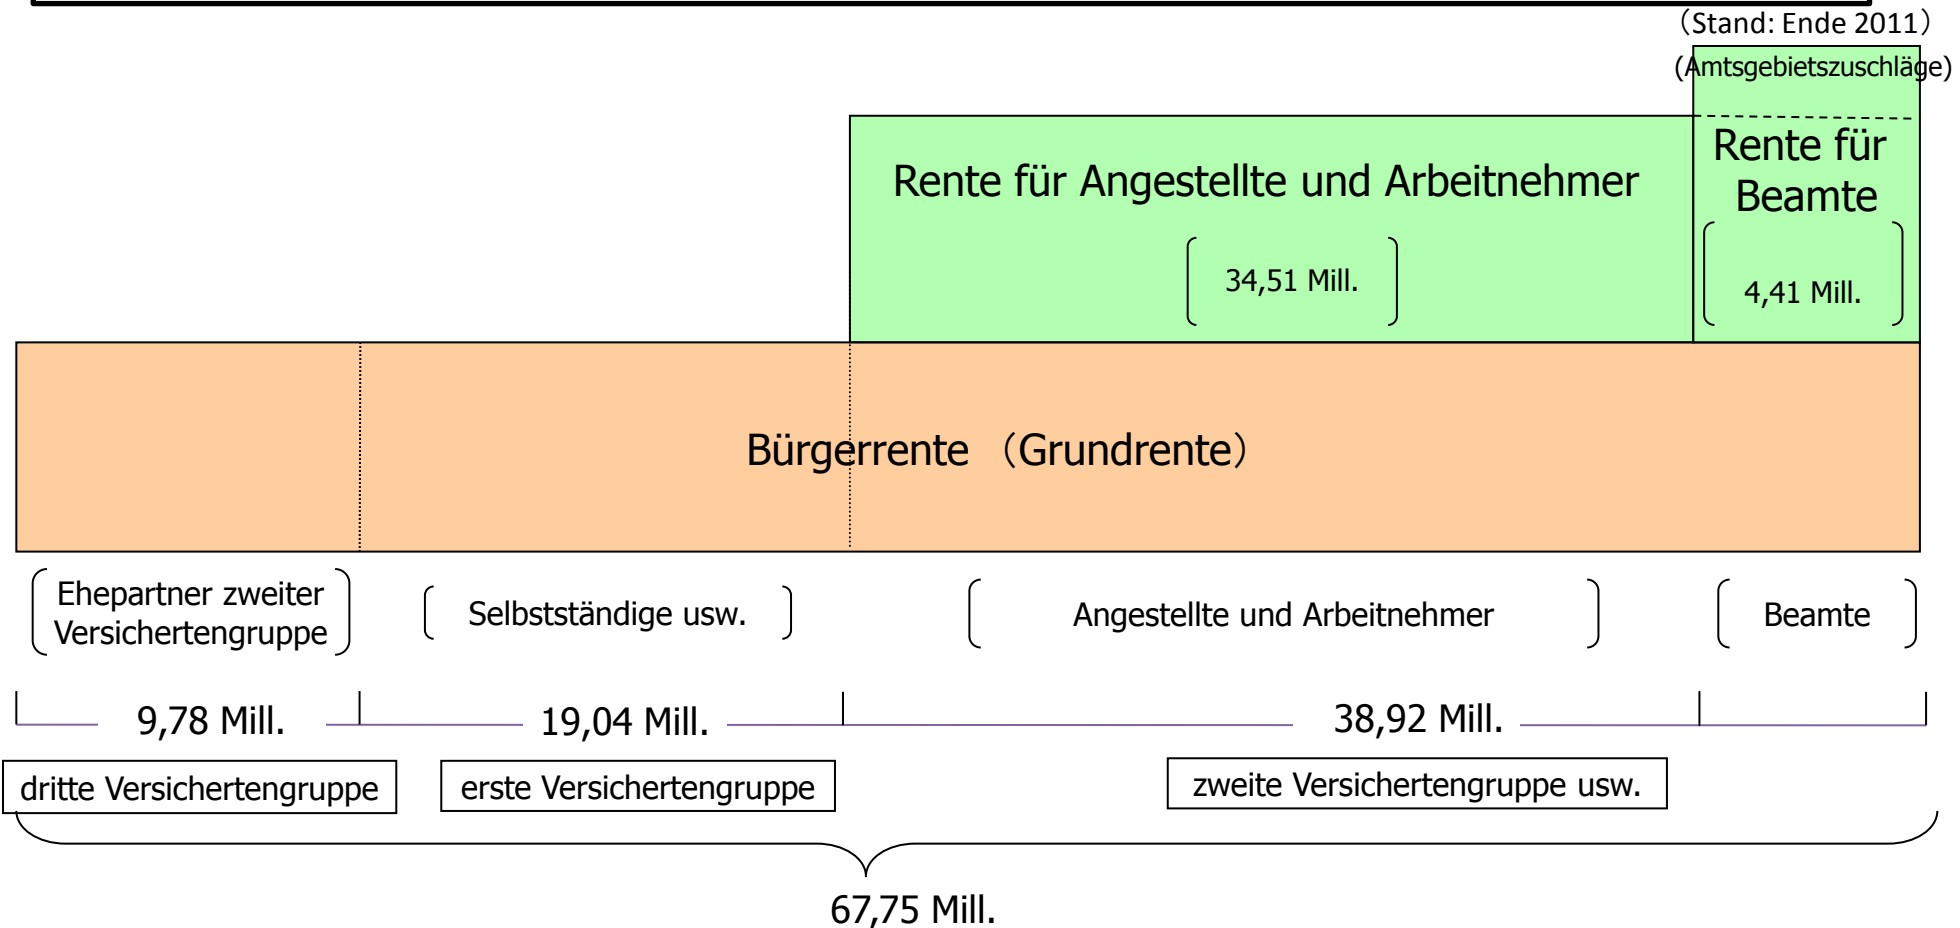 （Stand: Ende 2011）
(Amtsgebietszuschläge)
Rente für Angestellte und Arbeitnehmer
34,51 Mill.
Rente für
Beamte
4,41 Mill.
Bürgerrente （Grundrente）
Ehepartner zweiter
Versichertengruppe
Selbstständige usw.
Angestellte und Arbeitnehmer
Beamte
9,78 Mill.
19,04 Mill.
38,92 Mill.
dritte Versichertengruppe
erste Versichertengruppe
zweite Versichertengruppe usw.
67,75 Mill.